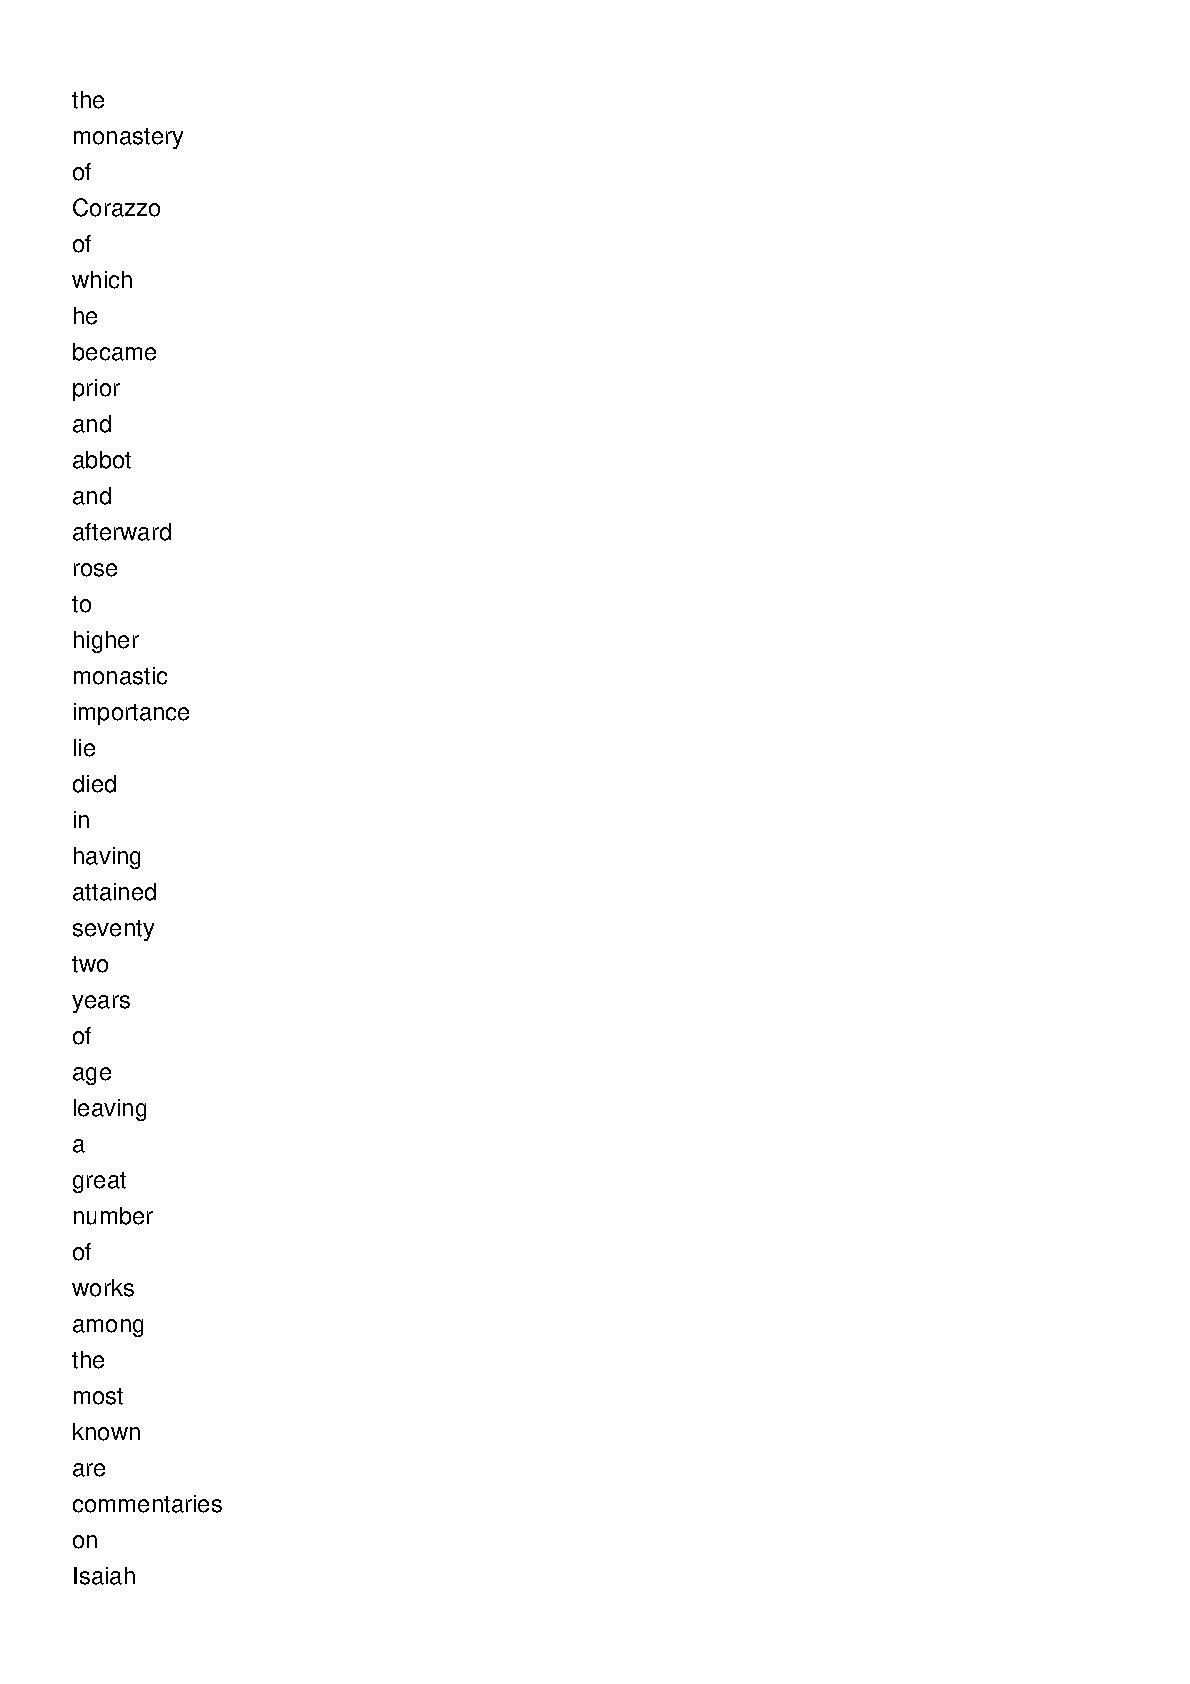 the
monastery
of
Corazzo
of
which
he
became
prior
and
abbot
and
afterward
rose
to
higher
monastic
importance
lie
died
in
having
attained
seventy
two
years
of
age
leaving
a
great
number
of
works
among
the
most
known
are
commentaries
on
Isaiah